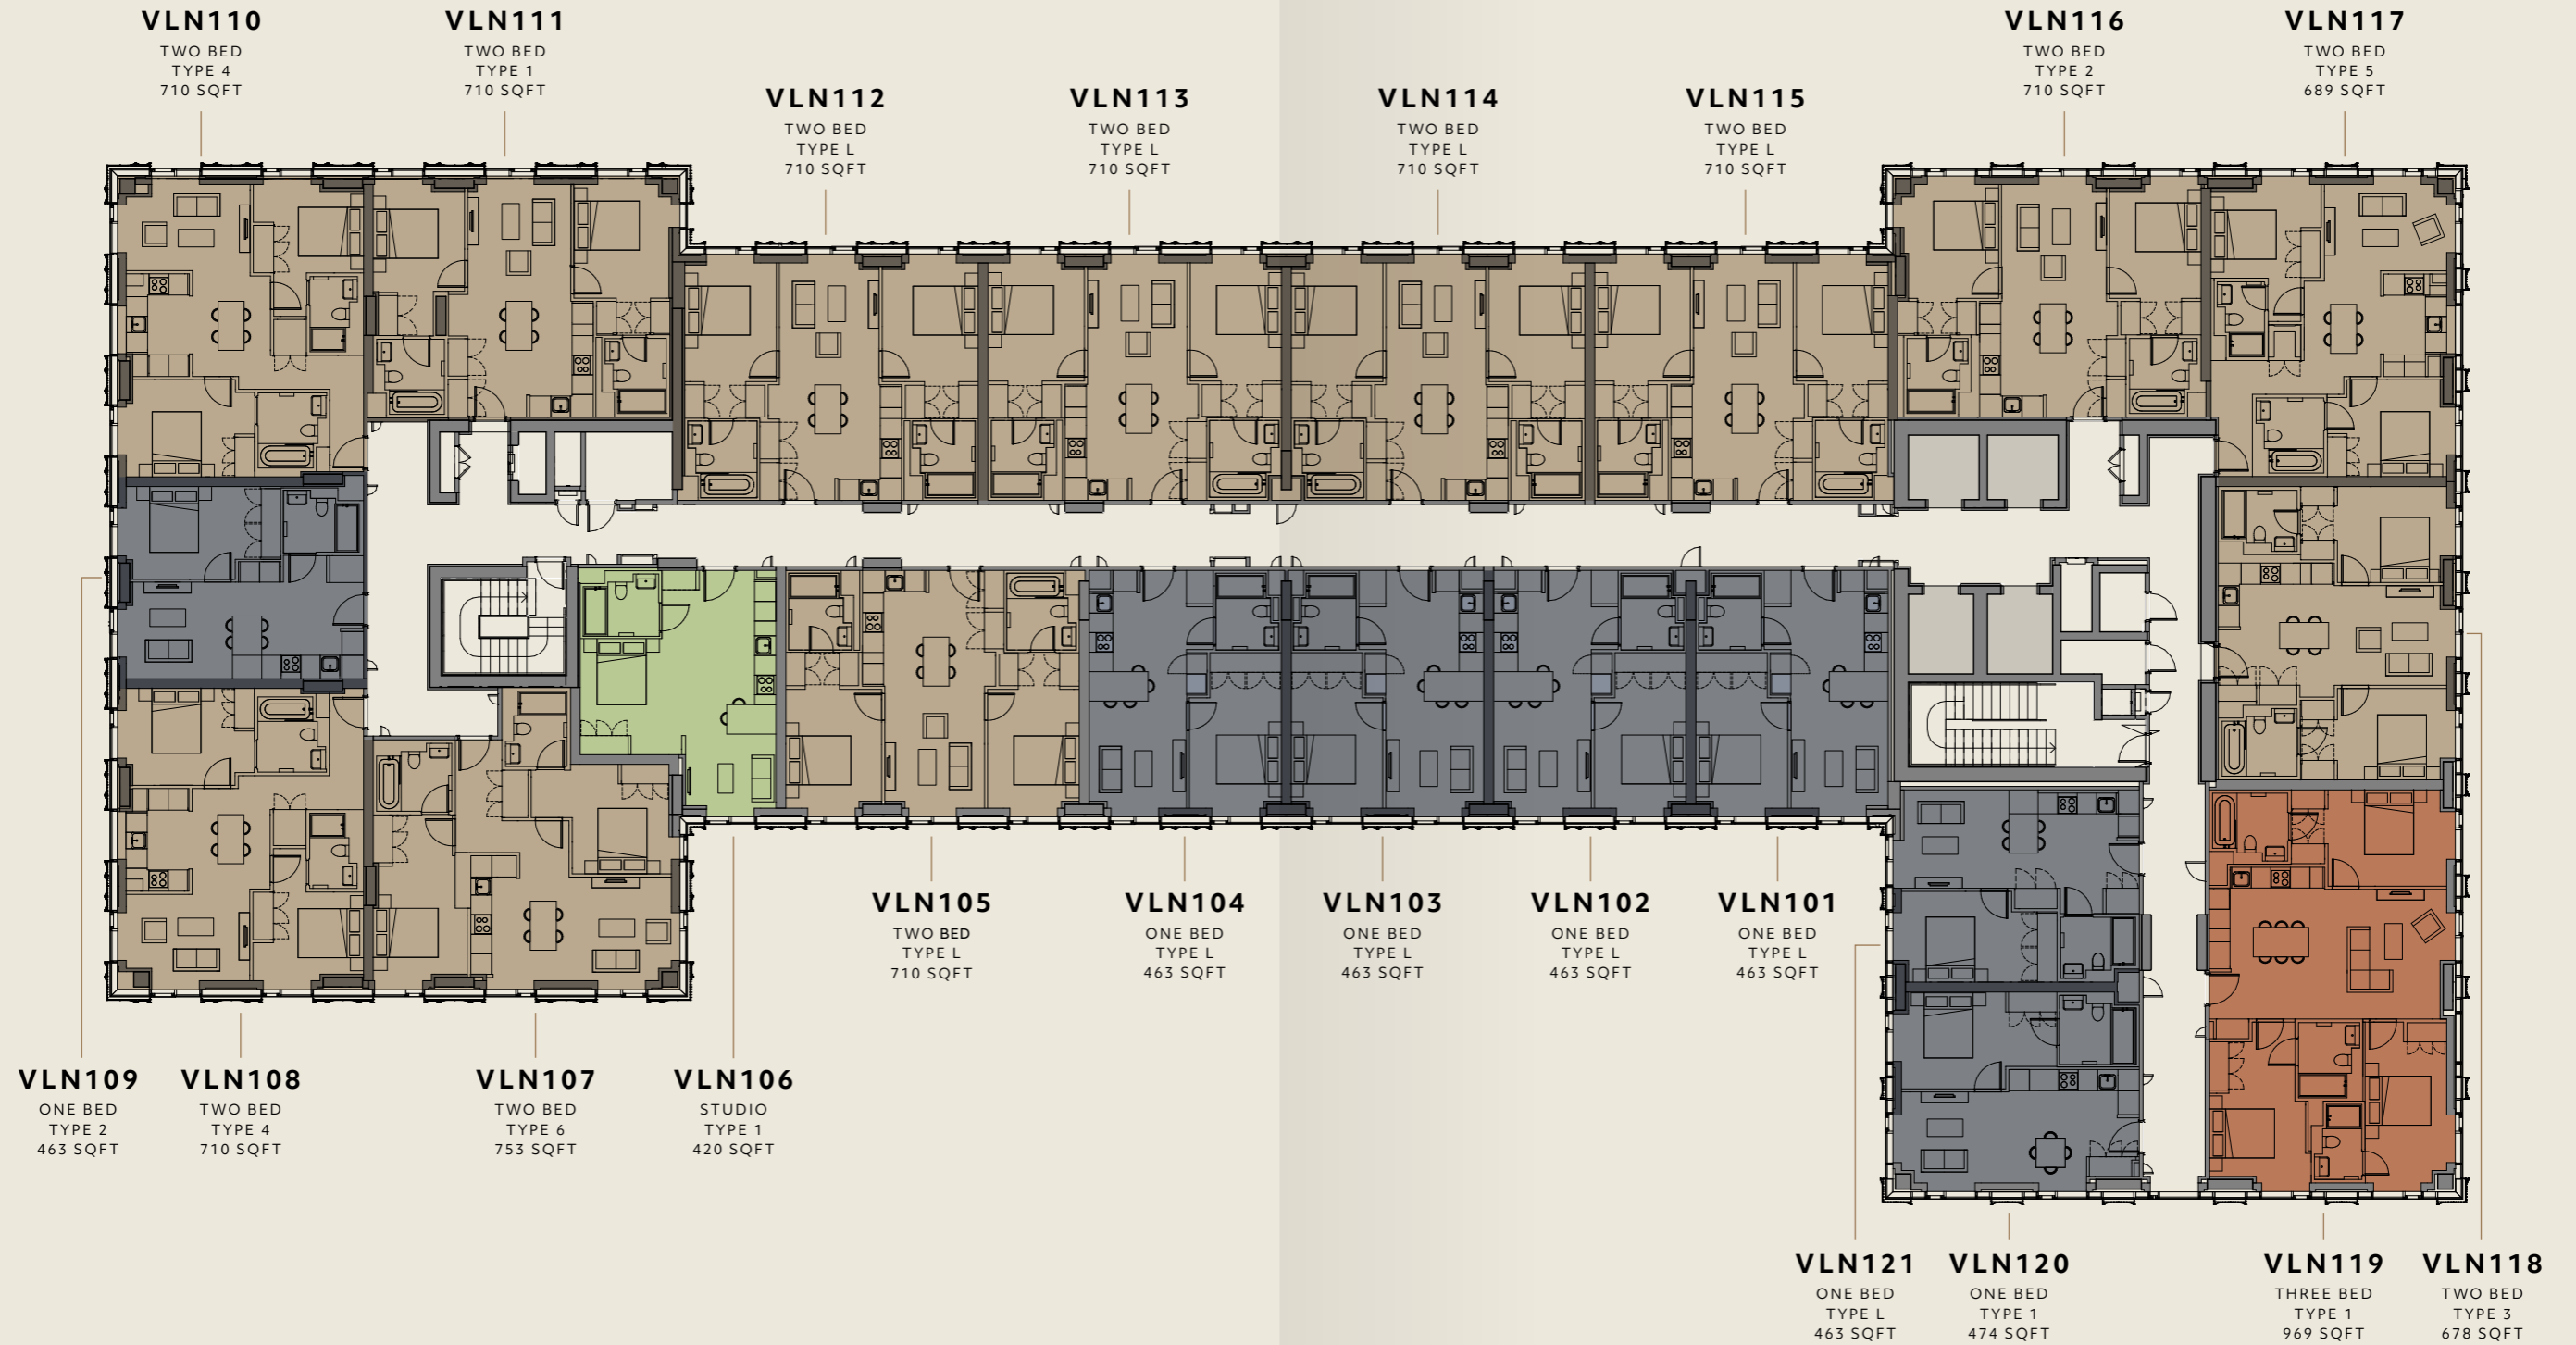 VLN110
TWO BED
TYPE 4
710 SQFT
VLN111
TWO BED
TYPE 1
710 SQFT
VLN112
TWO BED
TYPE L
710 SQFT
VLN113
TWO BED
TYPE L
710 SQFT
VLN114
TWO BED
TYPE L
710 SQFT
VLN115
TWO BED
TYPE L
710 SQFT
VLN116
TWO BED
TYPE 2
710 SQFT
VLN117
TWO BED
TYPE 5
689 SQFT
VLN105
TWO BED
TYPE L
710 SQFT
VLN104
ONE BED
TYPE L
463 SQFT
VLN103
ONE BED
TYPE L
463 SQFT
VLN102
ONE BED
TYPE L
463 SQFT
VLN101
ONE BED
TYPE L
463 SQFT
VLN109
ONE BED
TYPE 2
463 SQFT
VLN108
TWO BED
TYPE 4
710 SQFT
VLN107
TWO BED
TYPE 6
753 SQFT
VLN106
STUDIO
TYPE 1
420 SQFT
VLN121
ONE BED
TYPE L
463 SQFT
VLN120
ONE BED
TYPE 1
474 SQFT
VLN119
THREE BED
TYPE 1
969 SQFT
VLN118
TWO BED
TYPE 3
678 SQFT